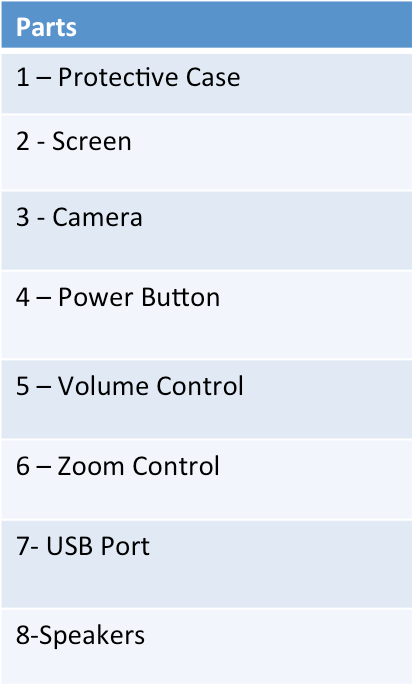 Parts
1 – Protective Case
2 - Screen
3 - Camera
4 – Power Button
5 – Volume Control
6 – Zoom Control
7- USB Port
8-Speakers